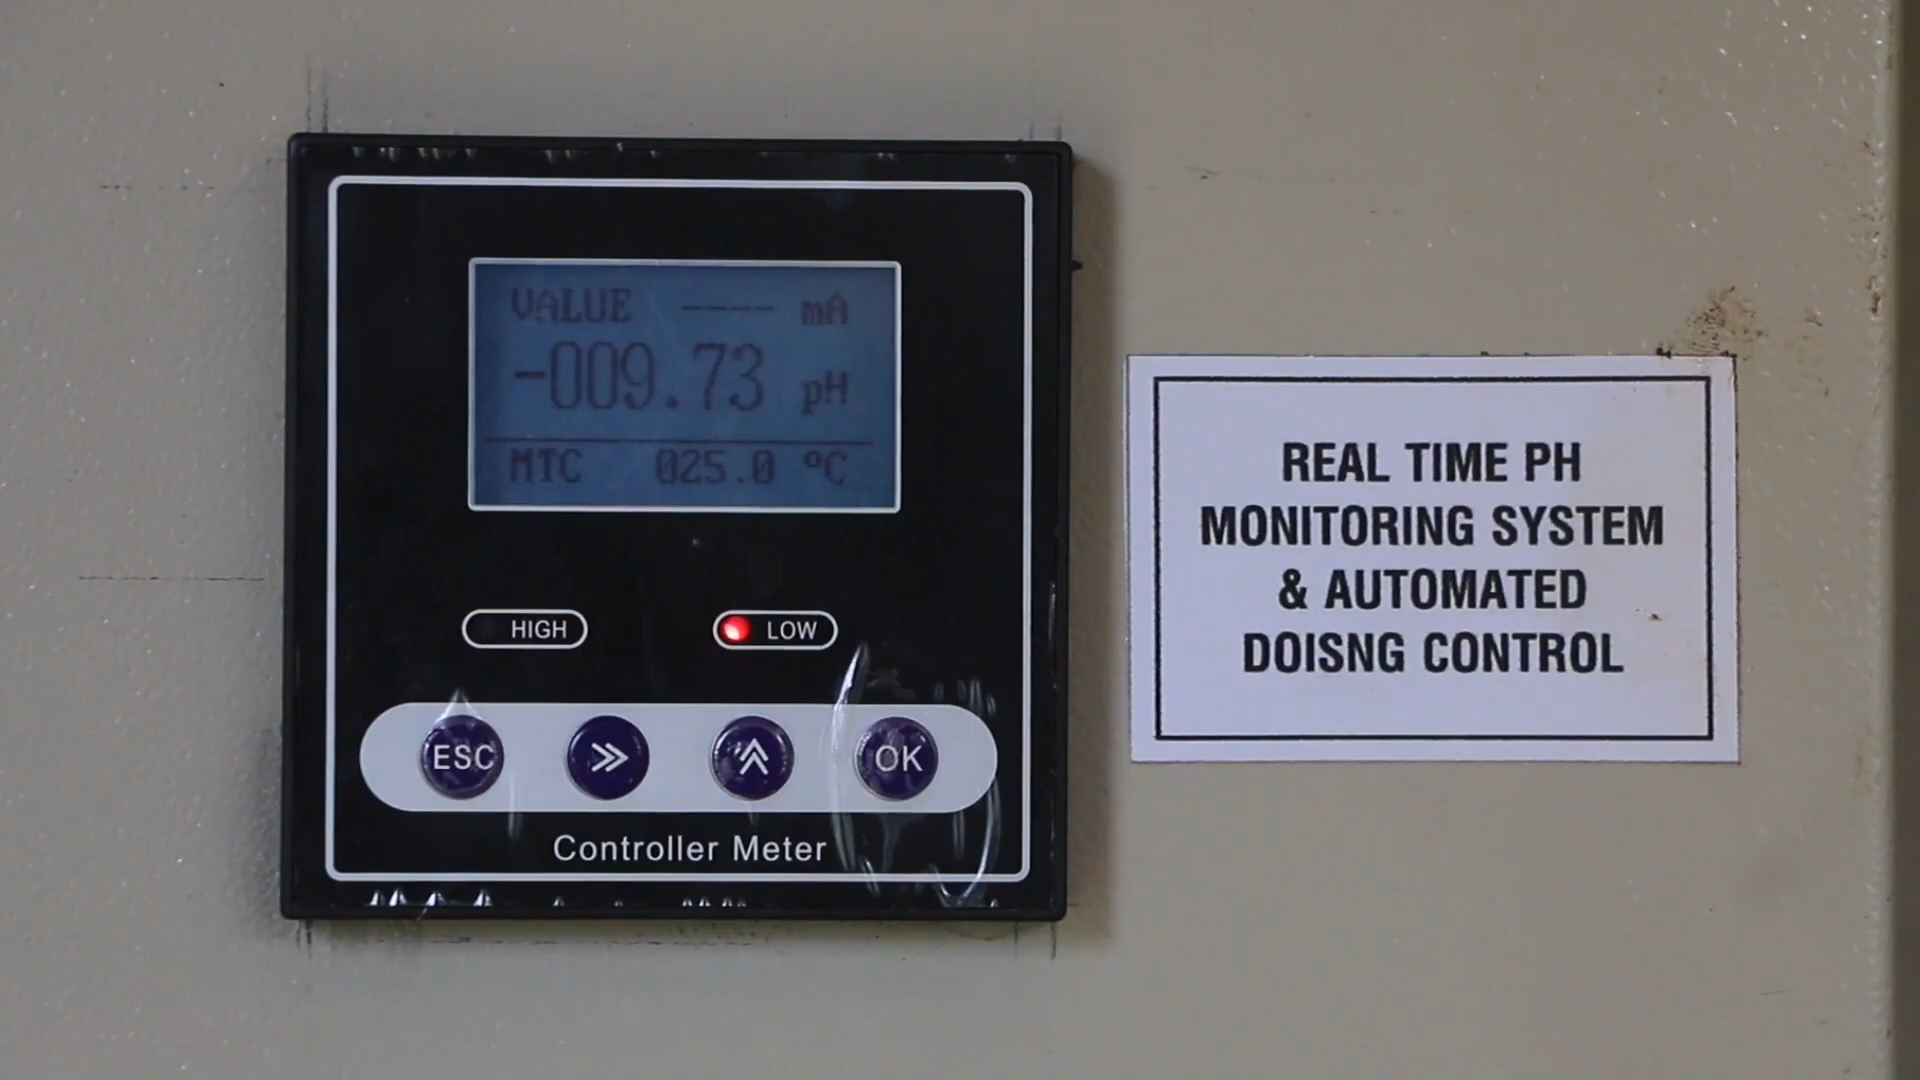 VALUE ---- mA
-009.73 pH
MTC 025.0 °C
HIGH LOW
ESC OK
Controller Meter
REAL TIME PH
MONITORING SYSTEM
& AUTOMATED
DOISNG CONTROL